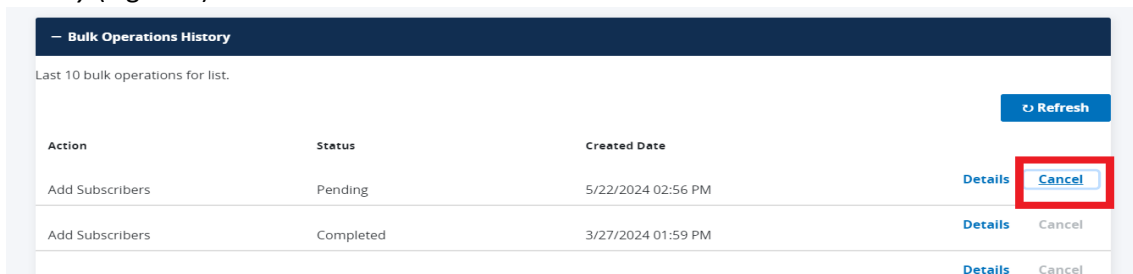 — Bulk Operations History
Last 10 bulk operations for list.
↻ Refresh
Action Status Created Date
Add Subscribers Pending 5/22/2024 02:56 PM Details Cancel
Add Subscribers Completed 3/27/2024 01:59 PM Details Cancel
Details Cancel